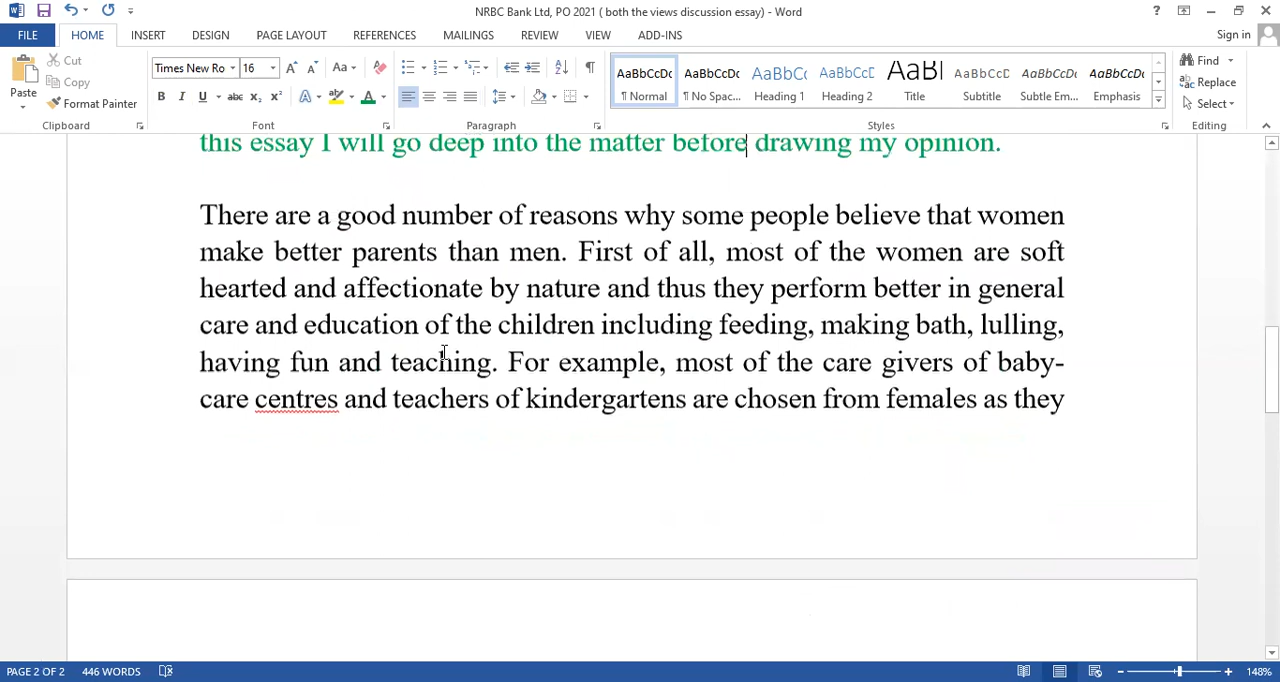 NRBC Bank Ltd, PO 2021 ( both the views discussion essay) - Word
FILE HOME INSERT DESIGN PAGE LAYOUT REFERENCES MAILINGS REVIEW VIEW ADD-INS Sign in
Paste Cut Copy Format Painter
Clipboard
Times New Ro 16 Aa
B I U abc X₂ X² A A
Font
Paragraph
AaBbCcDc AaBbCcDc AaBbCc AaBbCcD AaBI AaBbCcD AaBbCcDc AaBbCcDc
¶ Normal ¶ No Spac... Heading 1 Heading 2 Title Subtitle Subtle Em... Emphasis
Styles
Find Replace Select
Editing
this essay I will go deep into the matter before drawing my opinion.
There are a good number of reasons why some people believe that women
make better parents than men. First of all, most of the women are soft
hearted and affectionate by nature and thus they perform better in general
care and education of the children including feeding, making bath, lulling,
having fun and teaching. For example, most of the care givers of baby-
care centres and teachers of kindergartens are chosen from females as they
PAGE 2 OF 2 446 WORDS 148%